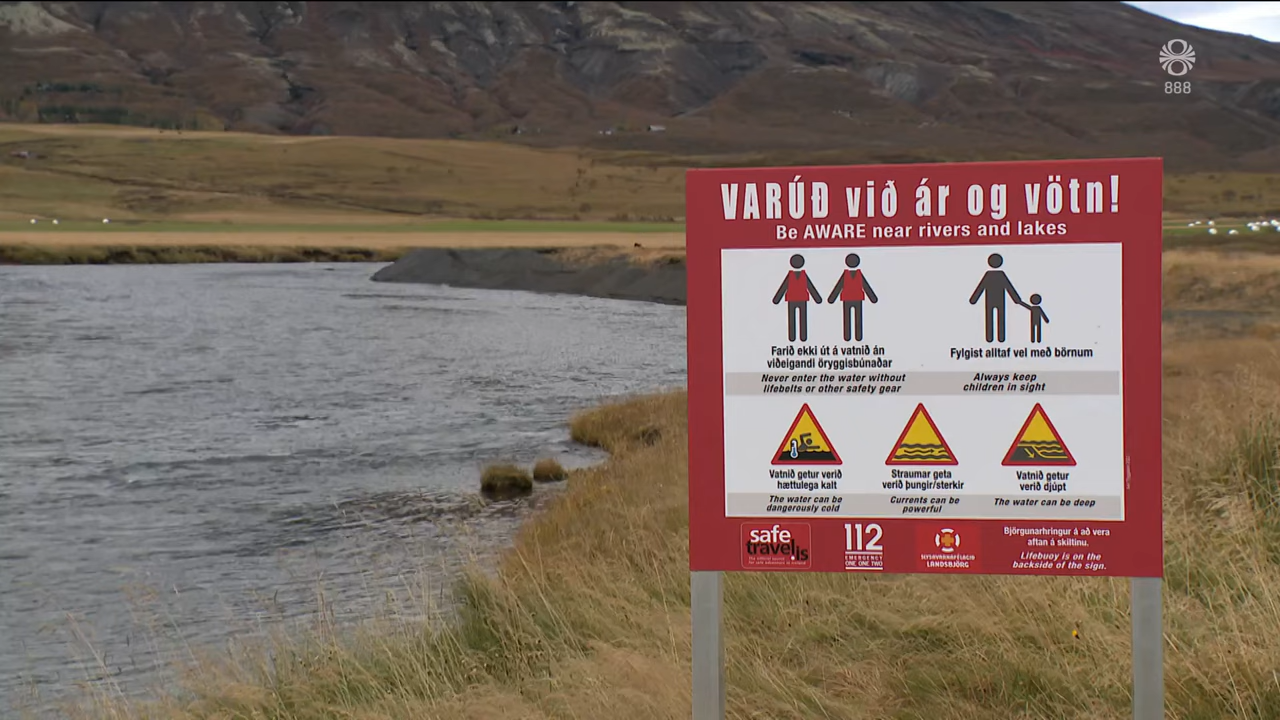 888
VARÚÐ við ár og vötn!
Be AWARE near rivers and lakes
Farið ekki út á vatnið án
viðeigandi öryggisbúnaðar
Never enter the water without
lifebelts or other safety gear
Fylgist alltaf vel með börnum
Always keep
children in sight
Vatnið getur verið
hættulega kalt
The water can be
dangerously cold
Straumar geta
verið þungir/sterkir
Currents can be
powerful
Vatnið getur
verið djúpt
The water can be deep
safe
travel.is
112
EMERGENCY
ONE ONE TWO
SLYSAVARNAFÉLAGIÐ
LANDSBJÖRG
Björgunarhringur á að vera
aftan á skiltinu.
Lifebuoy is on the
backside of the sign.